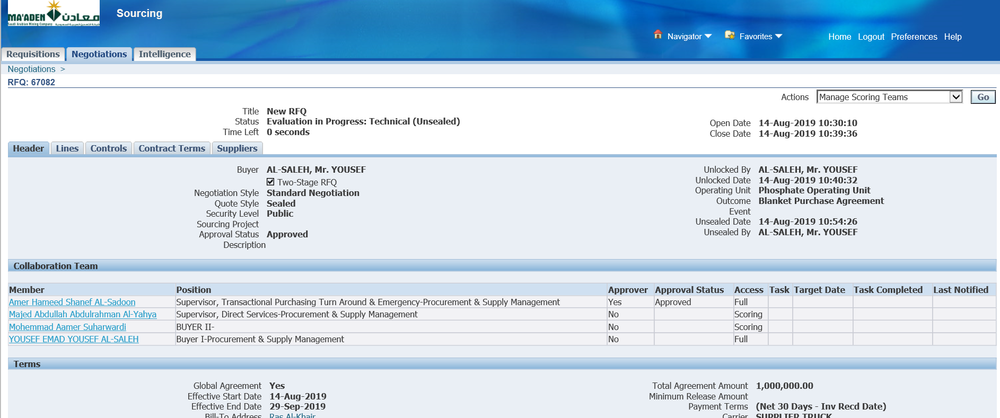 MA'ADEN معادن
Saudi Arabian Mining Company شركة التعدين العربية السعودية
Sourcing
Navigator Favorites Home Logout Preferences Help
Requisitions Negotiations Intelligence
Negotiations >
RFQ: 67082
Actions Manage Scoring Teams Go
Title New RFQ
Status Evaluation in Progress: Technical (Unsealed)
Time Left 0 seconds
Open Date 14-Aug-2019 10:30:10
Close Date 14-Aug-2019 10:39:36
Header Lines Controls Contract Terms Suppliers
Buyer AL-SALEH, Mr. YOUSEF
Two-Stage RFQ
Negotiation Style Standard Negotiation
Quote Style Sealed
Security Level Public
Sourcing Project
Approval Status Approved
Description
Unlocked By AL-SALEH, Mr. YOUSEF
Unlocked Date 14-Aug-2019 10:40:32
Operating Unit Phosphate Operating Unit
Outcome Blanket Purchase Agreement
Event
Unsealed Date 14-Aug-2019 10:54:26
Unsealed By AL-SALEH, Mr. YOUSEF
Collaboration Team
Member Position Approver Approval Status Access Task Target Date Task Completed Last Notified
Amer Hameed Shanef AL-Sadoon Supervisor, Transactional Purchasing Turn Around & Emergency-Procurement & Supply Management Yes Approved Full
Majed Abdullah Abdulrahman Al-Yahya Supervisor, Direct Services-Procurement & Supply Management No Scoring
Mohemmad Aamer Suharwardi BUYER II- No Scoring
YOUSEF EMAD YOUSEF AL-SALEH Buyer I-Procurement & Supply Management No Full
Terms
Global Agreement Yes
Effective Start Date 14-Aug-2019
Effective End Date 29-Sep-2019
Bill-To Address Ras Al-Khair
Total Agreement Amount 1,000,000.00
Minimum Release Amount
Payment Terms (Net 30 Days - Inv Recd Date)
Carrier SUPPLIER TRUCK